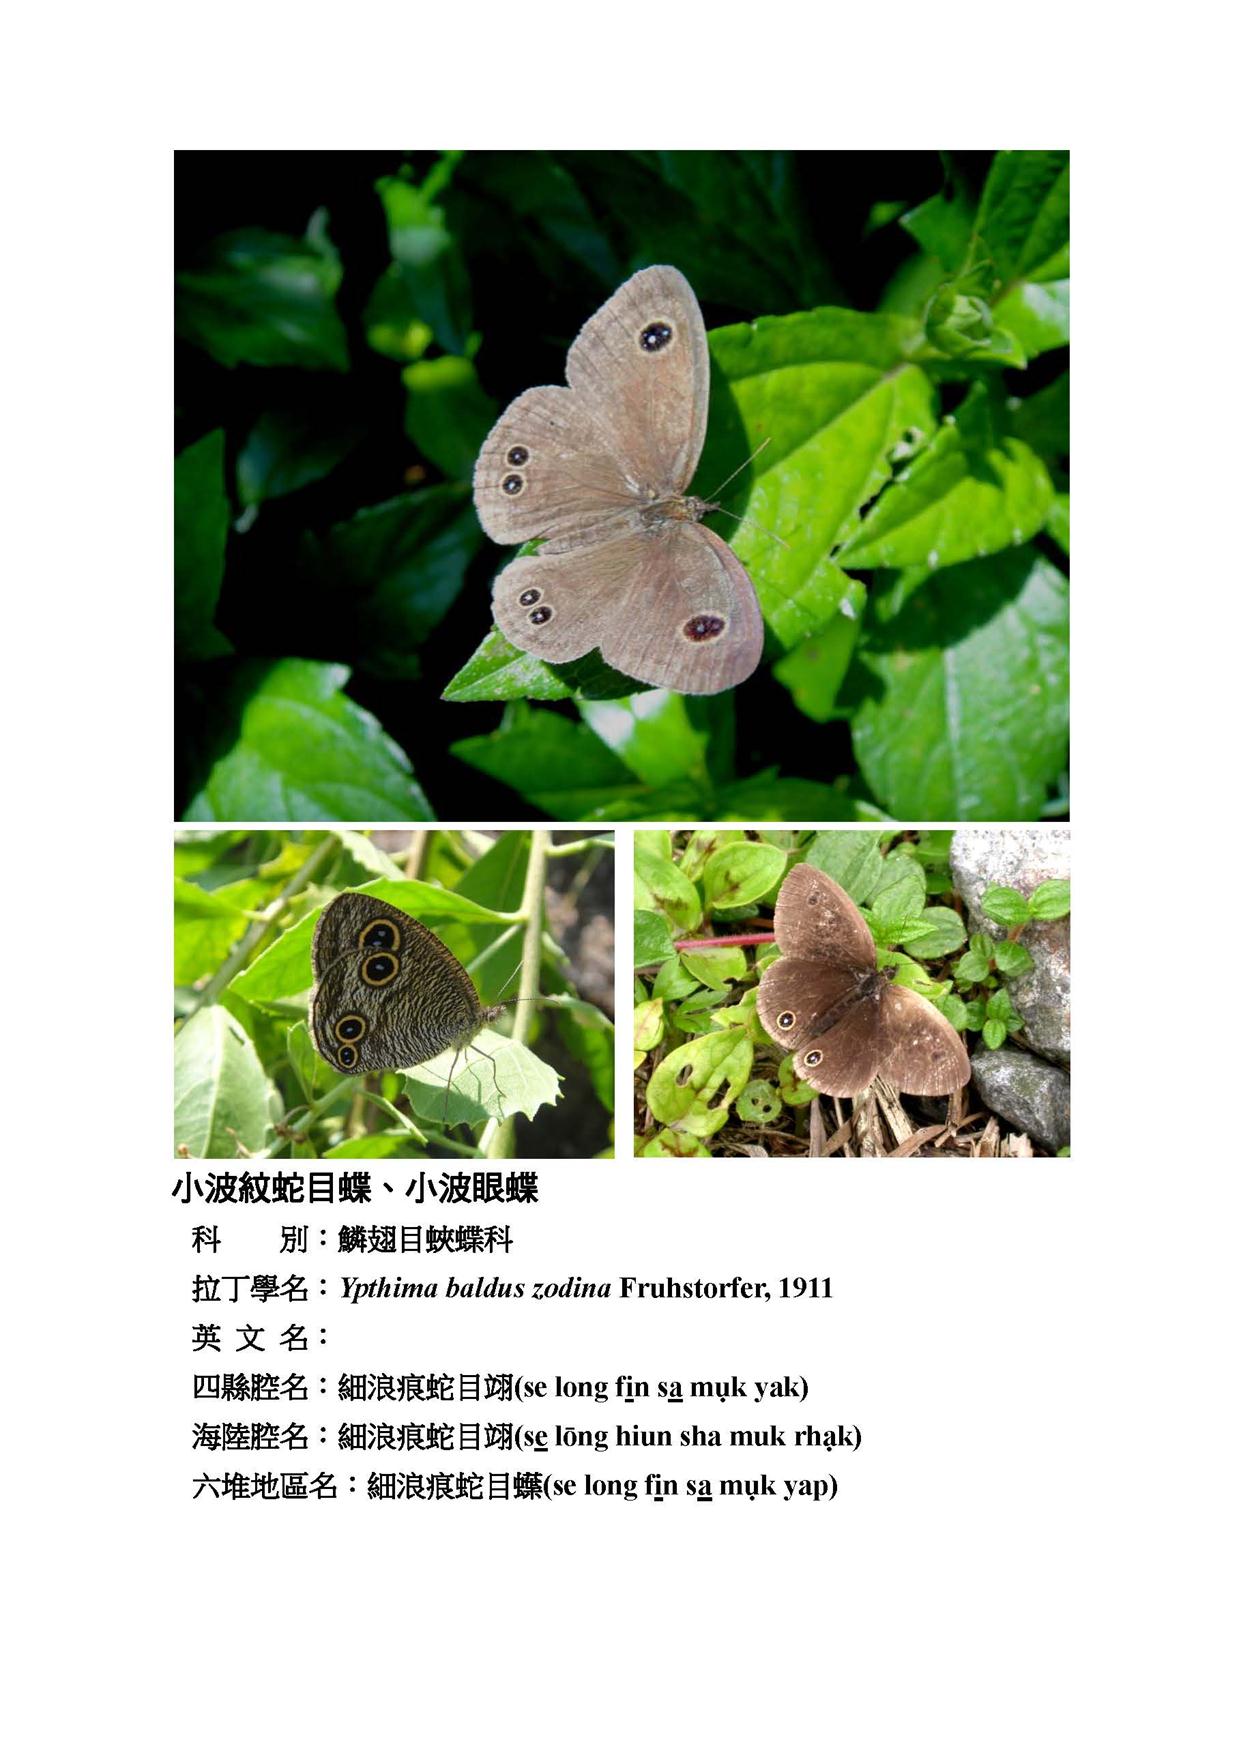 小波紋蛇目蝶、小波眼蝶
科　　別：鱗翅目蛺蝶科
拉丁學名：Ypthima baldus zodina Fruhstorfer, 1911
英 文 名：
四縣腔名：細浪痕蛇目翊(se long fi̲n sa̲ mụk yak)
海陸腔名：細浪痕蛇目翊(se̲ lōng hiun sha muk rhạk)
六堆地區名：細浪痕蛇目蠂(se long fi̲n sa̲ mụk yap)